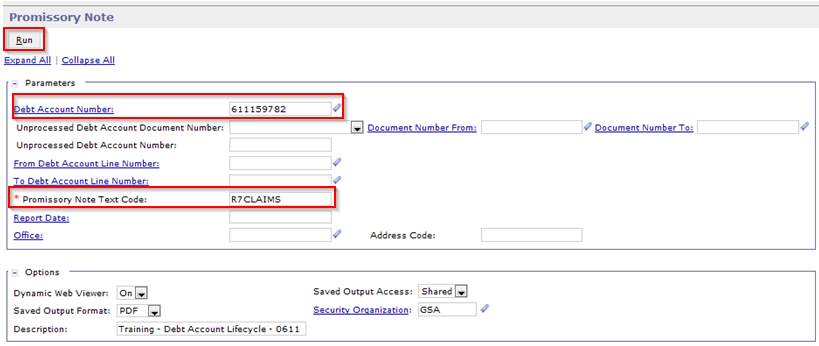 Promissory Note
Run
Expand All | Collapse All
Parameters
Debt Account Number: 611159782
Unprocessed Debt Account Document Number: Document Number From: Document Number To:
Unprocessed Debt Account Number:
From Debt Account Line Number:
To Debt Account Line Number:
* Promissory Note Text Code: R7CLAIMS
Report Date:
Office: Address Code:
Options
Dynamic Web Viewer: On Saved Output Access: Shared
Saved Output Format: PDF Security Organization: GSA
Description: Training - Debt Account Lifecycle - 0611